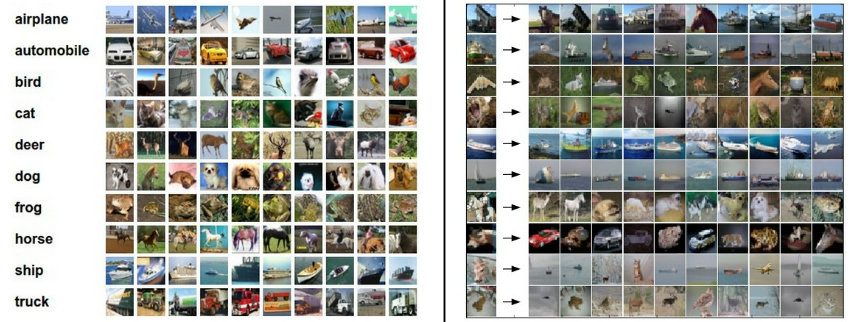 airplane
automobile
bird
cat
deer
dog
frog
horse
ship
truck